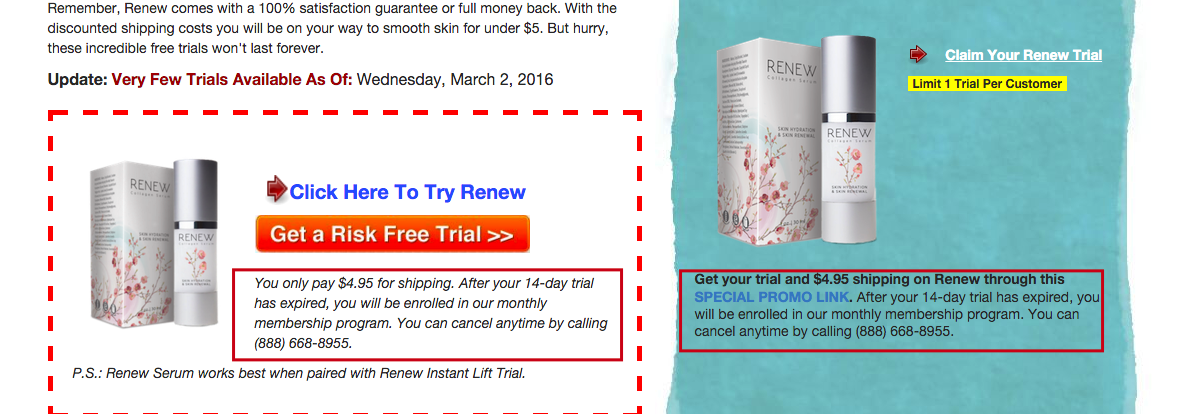 Remember, Renew comes with a 100% satisfaction guarantee or full money back. With the
discounted shipping costs you will be on your way to smooth skin for under $5. But hurry,
these incredible free trials won't last forever.
Update: Very Few Trials Available As Of: Wednesday, March 2, 2016
RENEW
Collagen Serum
SKIN HYDRATION
& SKIN RENEWAL
RENEW
Collagen Serum
SKIN HYDRATION
& SKIN RENEWAL
Click Here To Try Renew
Get a Risk Free Trial >>
You only pay $4.95 for shipping. After your 14-day trial
has expired, you will be enrolled in our monthly
membership program. You can cancel anytime by calling
(888) 668-8955.
P.S.: Renew Serum works best when paired with Renew Instant Lift Trial.
RENEW
Collagen Serum
SKIN HYDRATION
& SKIN RENEWAL
RENEW
Collagen Serum
SKIN HYDRATION
& SKIN RENEWAL
Claim Your Renew Trial
Limit 1 Trial Per Customer
Get your trial and $4.95 shipping on Renew through this
SPECIAL PROMO LINK. After your 14-day trial has expired, you
will be enrolled in our monthly membership program. You can
cancel anytime by calling (888) 668-8955.